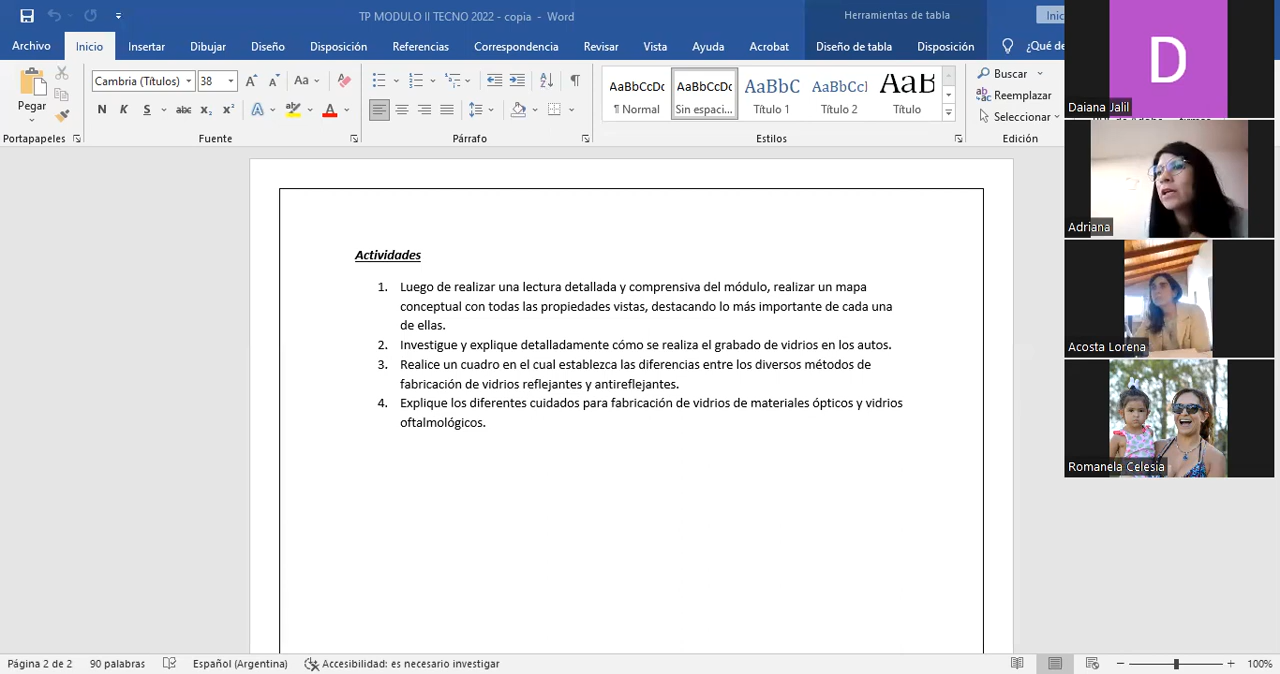 TP MODULO II TECNO 2022 - copia - Word
Herramientas de tabla
Inic
Archivo Inicio Insertar Dibujar Diseño Disposición Referencias Correspondencia Revisar Vista Ayuda Acrobat Diseño de tabla Disposición ¿Qué de
Pegar
Cambria (Títulos) 38
Aa
N K S abc x₂ x² A A
AaBbCcDc AaBbCcDc AaBbC AaBbCcI AaB
¶ Normal Sin espaci... Título 1 Título 2 Título
Buscar
Reemplazar
Seleccionar
Portapapeles Fuente Párrafo Estilos Edición
D
Daiana Jalil
Adriana
Acosta Lorena
Romanela Celesia
Actividades
1. Luego de realizar una lectura detallada y comprensiva del módulo, realizar un mapa
conceptual con todas las propiedades vistas, destacando lo más importante de cada una
de ellas.
2. Investigue y explique detalladamente cómo se realiza el grabado de vidrios en los autos.
3. Realice un cuadro en el cual establezca las diferencias entre los diversos métodos de
fabricación de vidrios reflejantes y antireflejantes.
4. Explique los diferentes cuidados para fabricación de vidrios de materiales ópticos y vidrios
oftalmológicos.
Página 2 de 2 90 palabras Español (Argentina) Accesibilidad: es necesario investigar 100%